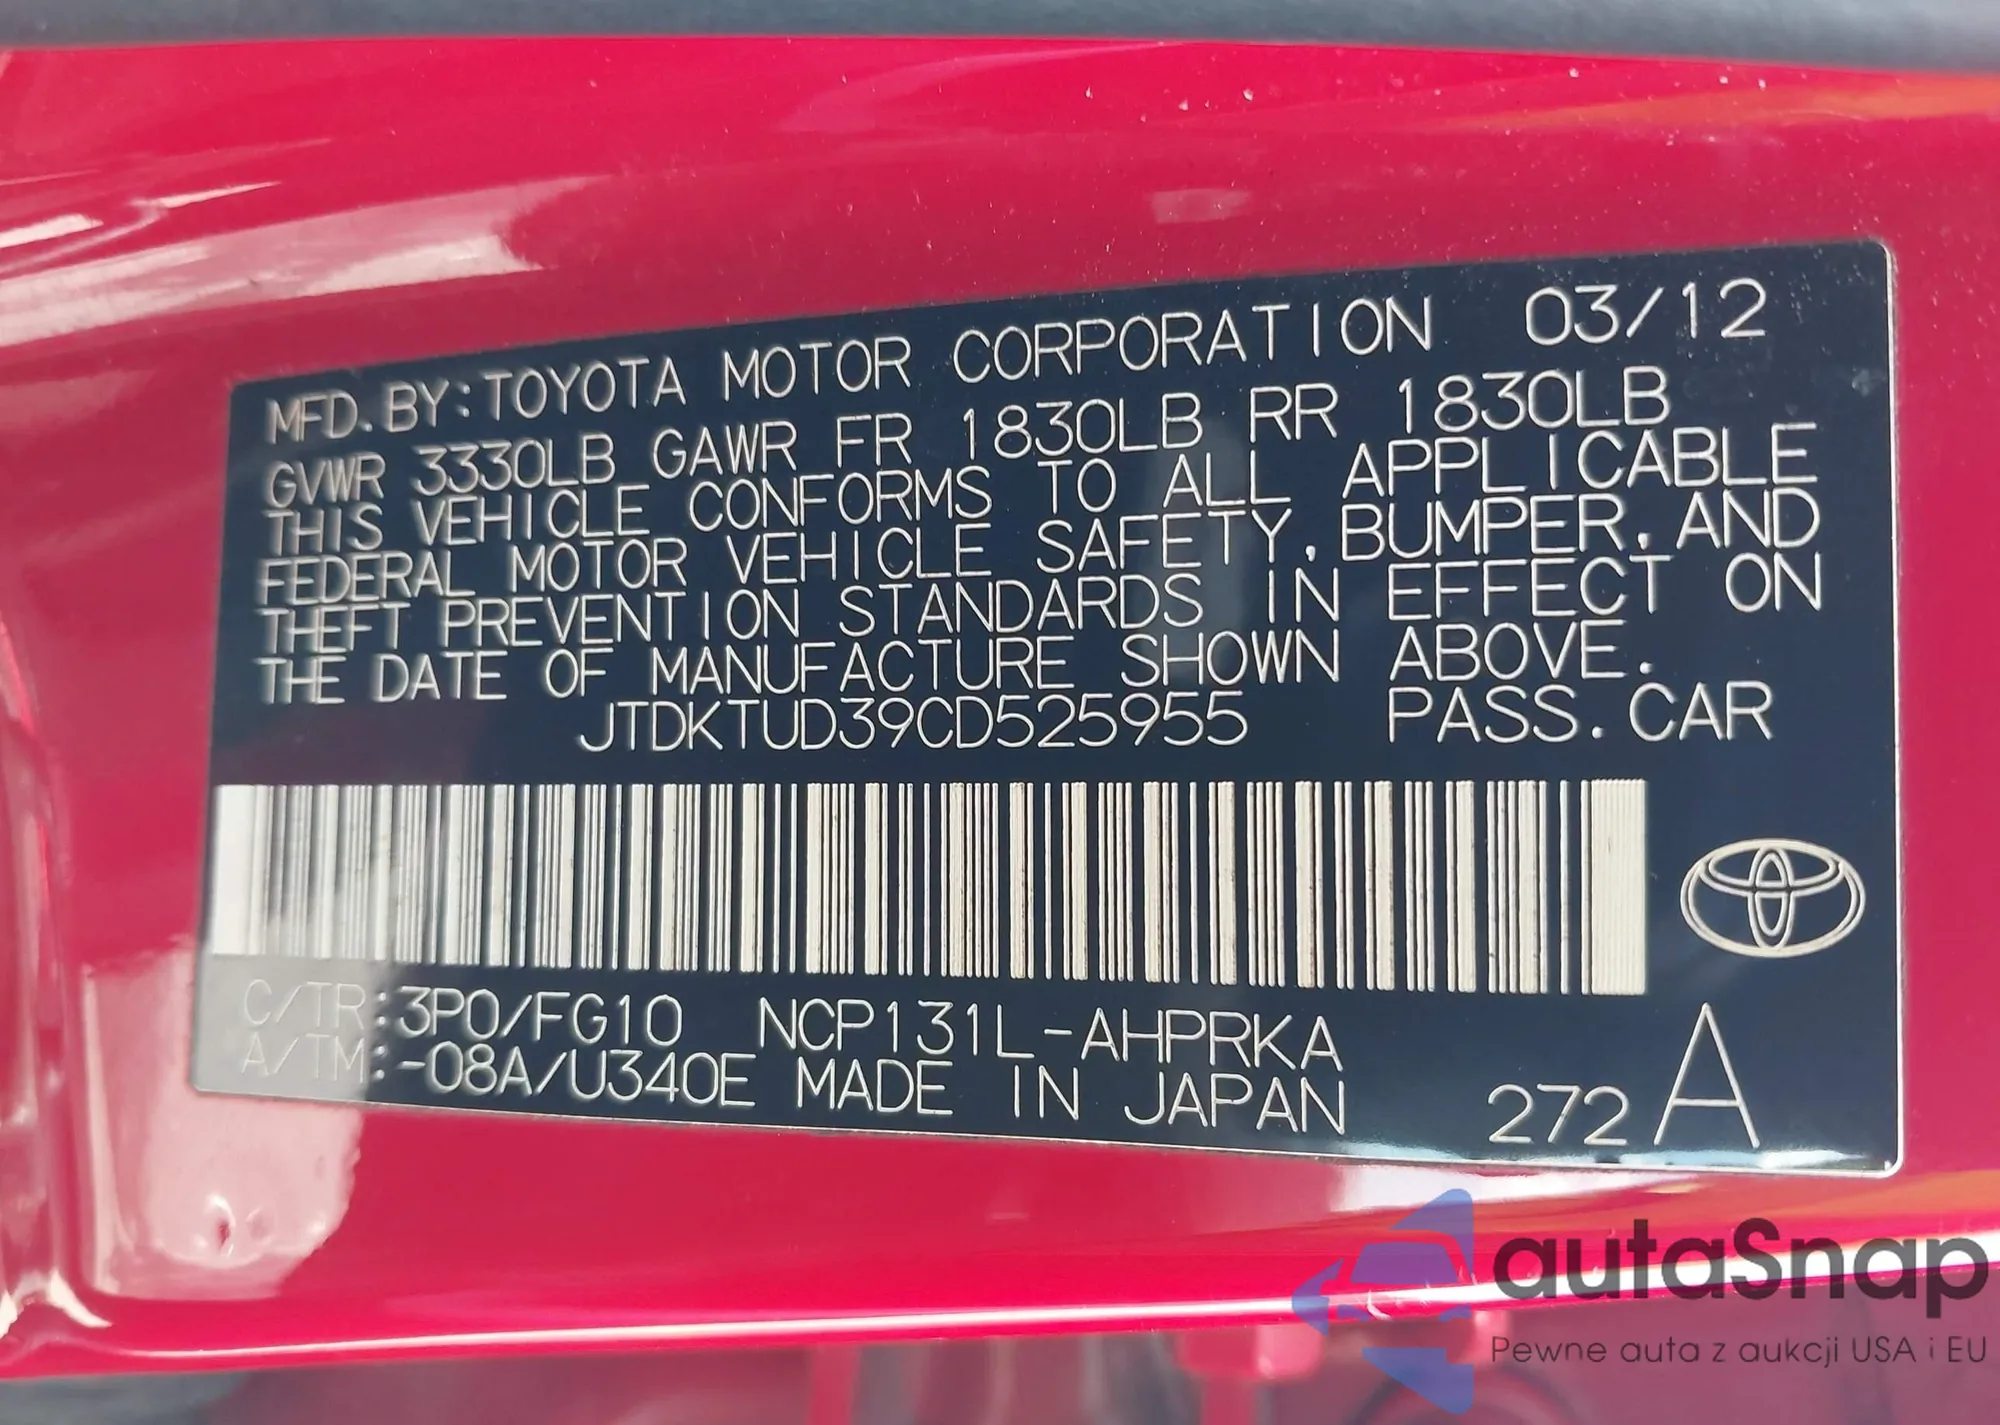 MFD. BY: TOYOTA MOTOR CORPORATION 03/12
GVWR 3330LB GAWR FR 1830LB RR 1830LB
THIS VEHICLE CONFORMS TO ALL APPLICABLE
FEDERAL MOTOR VEHICLE SAFETY, BUMPER, AND
THEFT PREVENTION STANDARDS IN EFFECT ON
THE DATE OF MANUFACTURE SHOWN ABOVE.
JTDKTUD39CD525955 PASS. CAR
C/TR: 3P0/FG10 NCP131L-AHPRKA
A/TM: -08A/U340E MADE IN JAPAN 272 A
autaSnap
Pewne auta z aukcji USA i EU